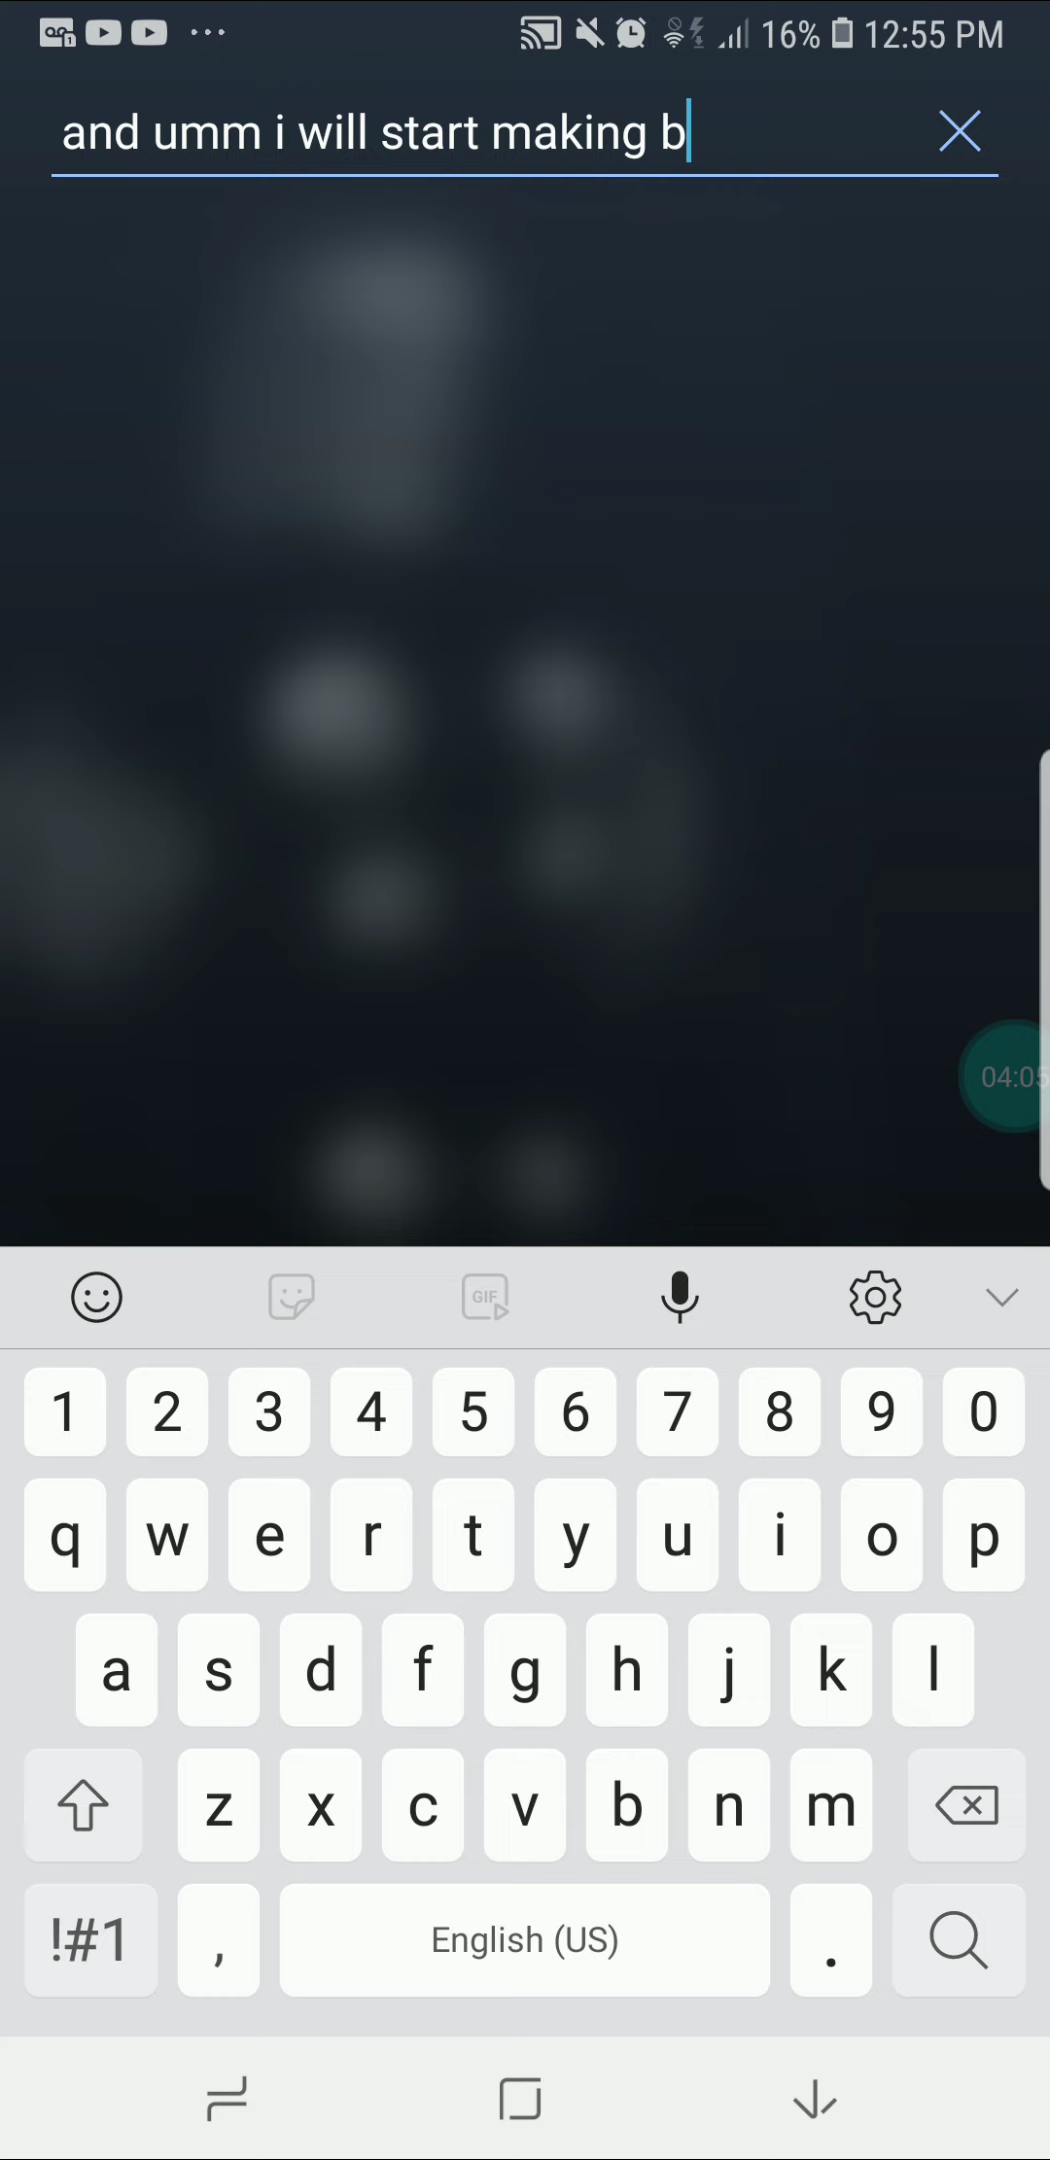 16% 12:55 PM
and umm i will start making b
04:05
GIF
1 2 3 4 5 6 7 8 9 0
q w e r t y u i o p
a s d f g h j k l
z x c v b n m
!#1 , English (US) .